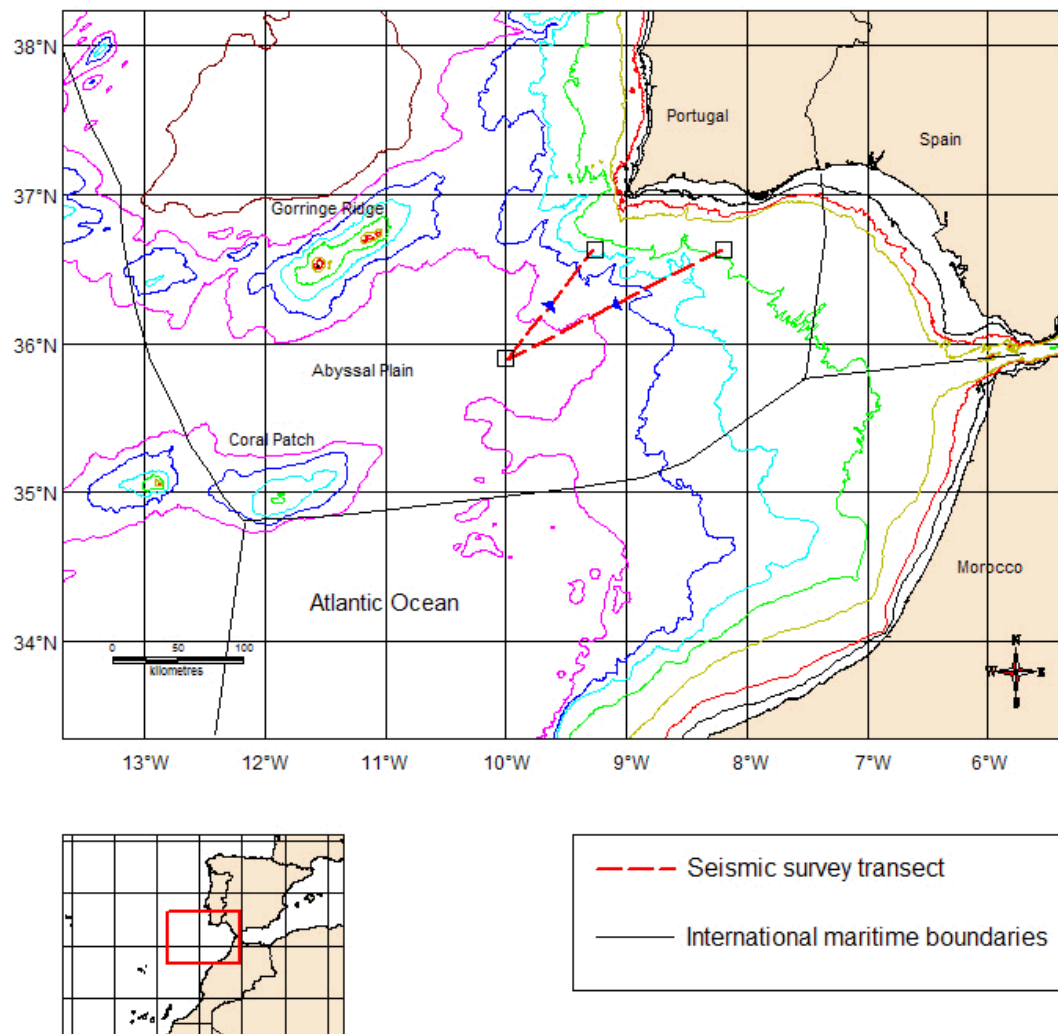 38°N
Portugal
Spain
37°N
Gorringe Ridge
36°N
Abyssal Plain
Coral Patch
35°N
Morocco
Atlantic Ocean
34°N
0 50 100
kilometres
N
W E
13°W 12°W 11°W 10°W 9°W 8°W 7°W 6°W
Seismic survey transect
International maritime boundaries